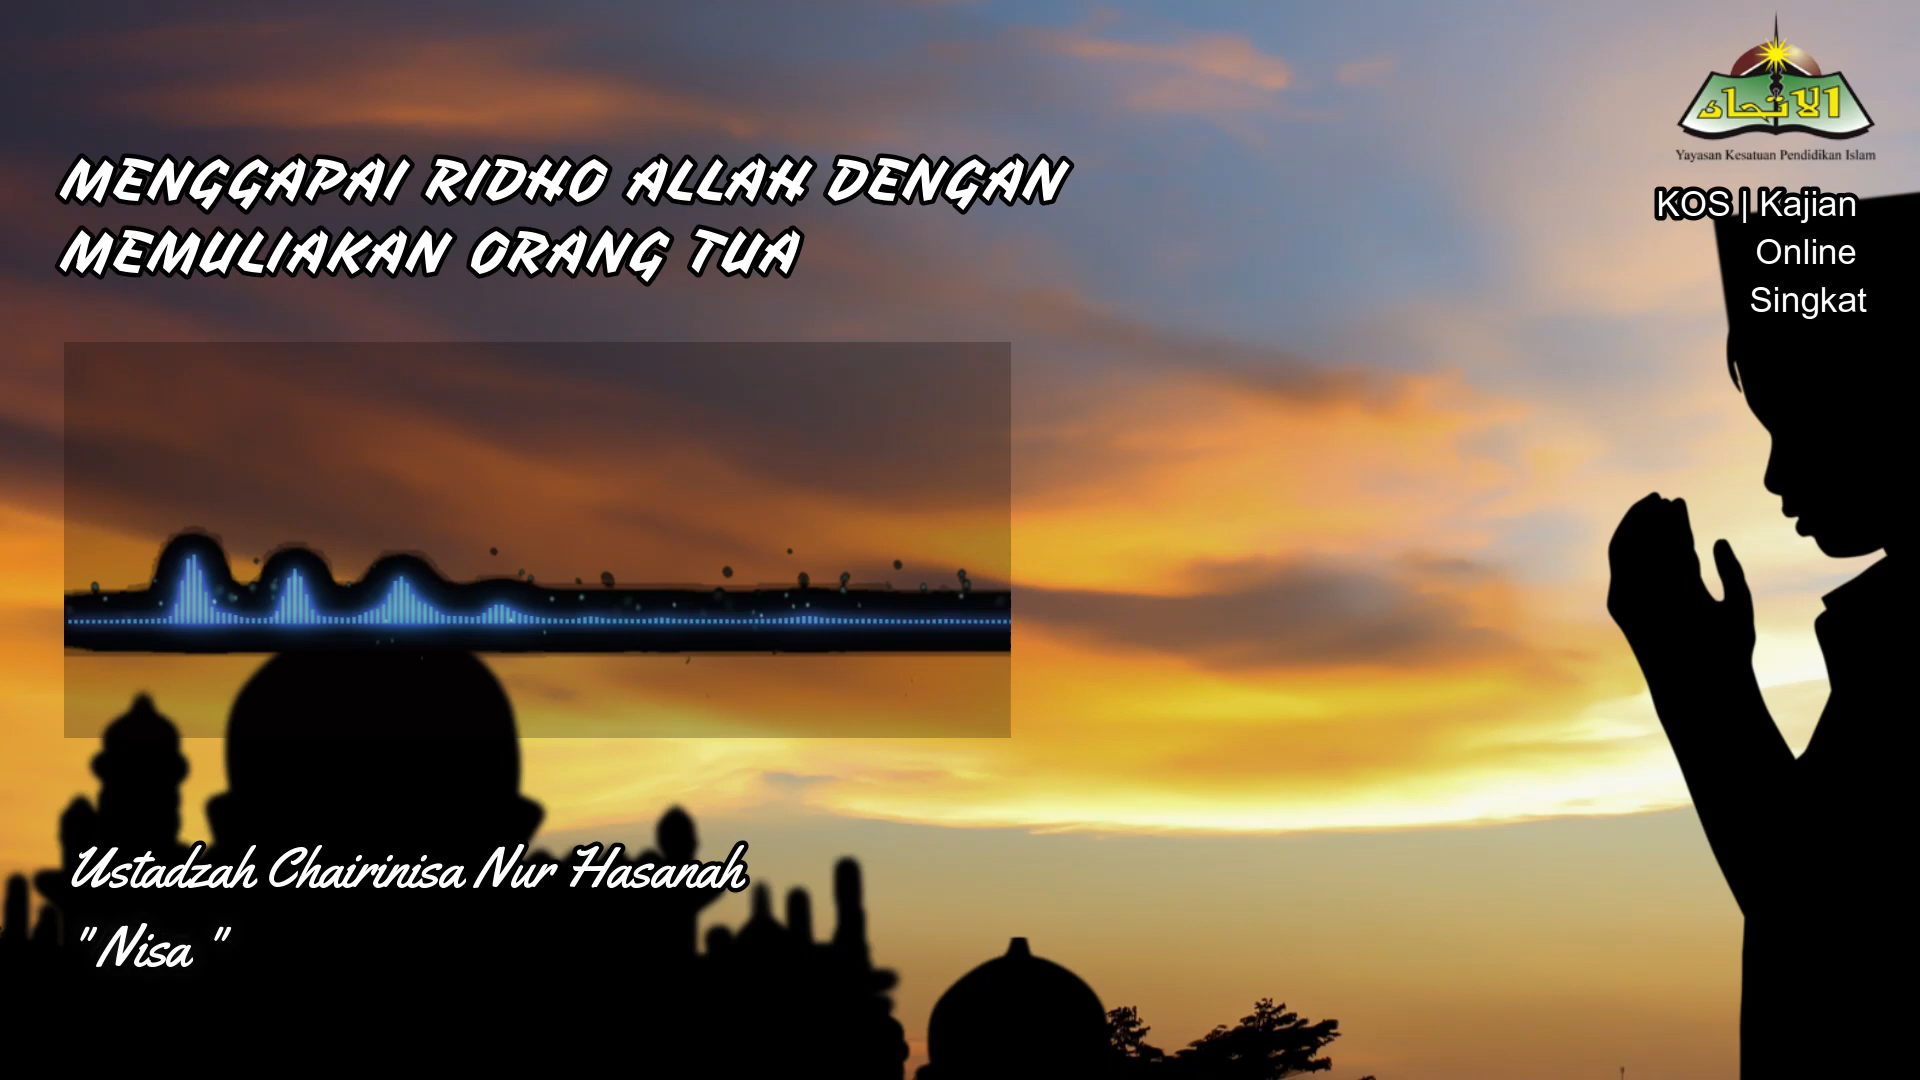 MENGGAPAI RIDHO ALLAH DENGAN
MEMULIAKAN ORANG TUA
الاتحاد
Yayasan Kesatuan Pendidikan Islam
KOS | Kajian
Online
Singkat
Ustadzah Chairinisa Nur Hasanah
" Nisa "